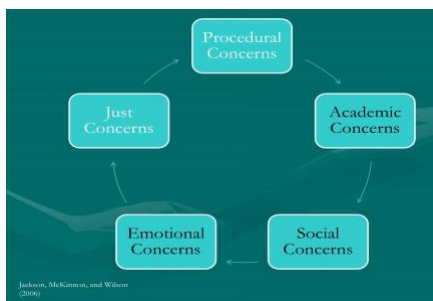 Procedural
Concerns
Academic
Concerns
Social
Concerns
Emotional
Concerns
Just
Concerns
Jackson, McKinnon, and Wilson
(2006)